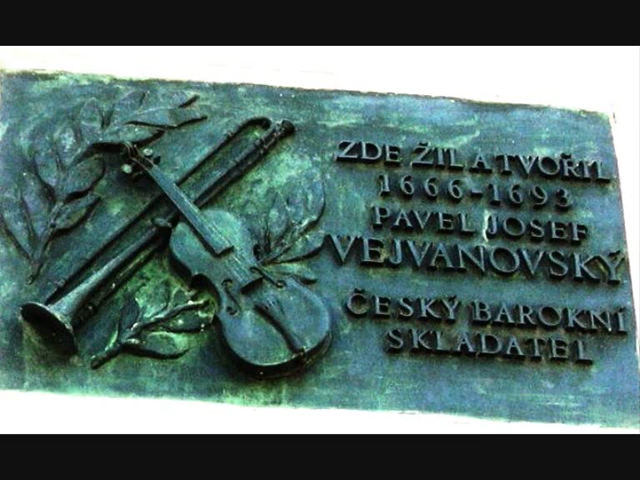 ZDE ŽIL A TVOŘIL
1666-1693
PAVEL JOSEF
VEJVANOVSKÝ
ČESKÝ BAROKNÍ
SKLADATEL